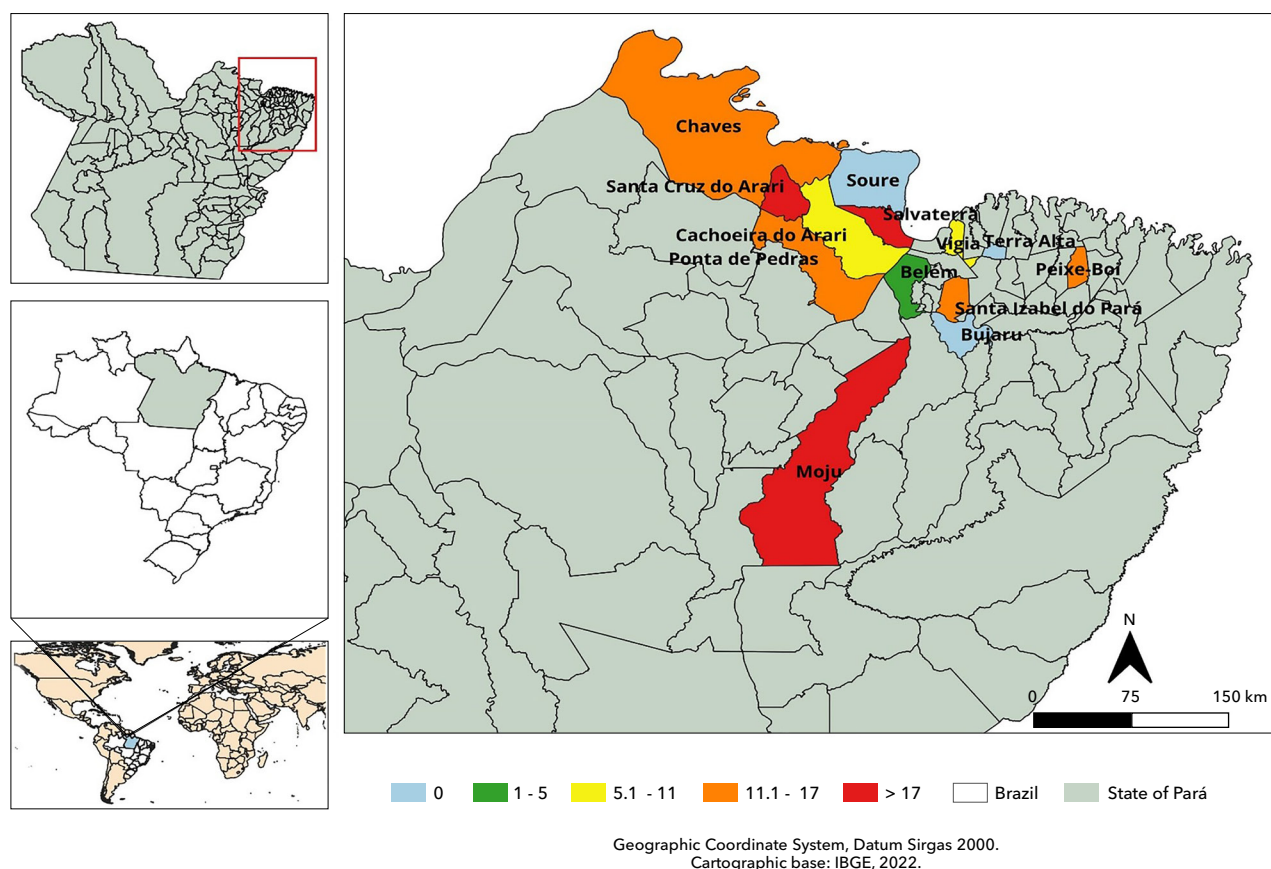 Chaves
Santa Cruz do Arari
Soure
Salvaterra
Cachoeira do Arari
Vigia
Terra Alta
Ponta de Pedras
Belém
Peixe-Boi
Santa Izabel do Pará
Bujaru
Moju
N
0 75 150 km
0 1 - 5 5.1 - 11 11.1 - 17 > 17 Brazil State of Pará
Geographic Coordinate System, Datum Sirgas 2000.
Cartographic base: IBGE, 2022.